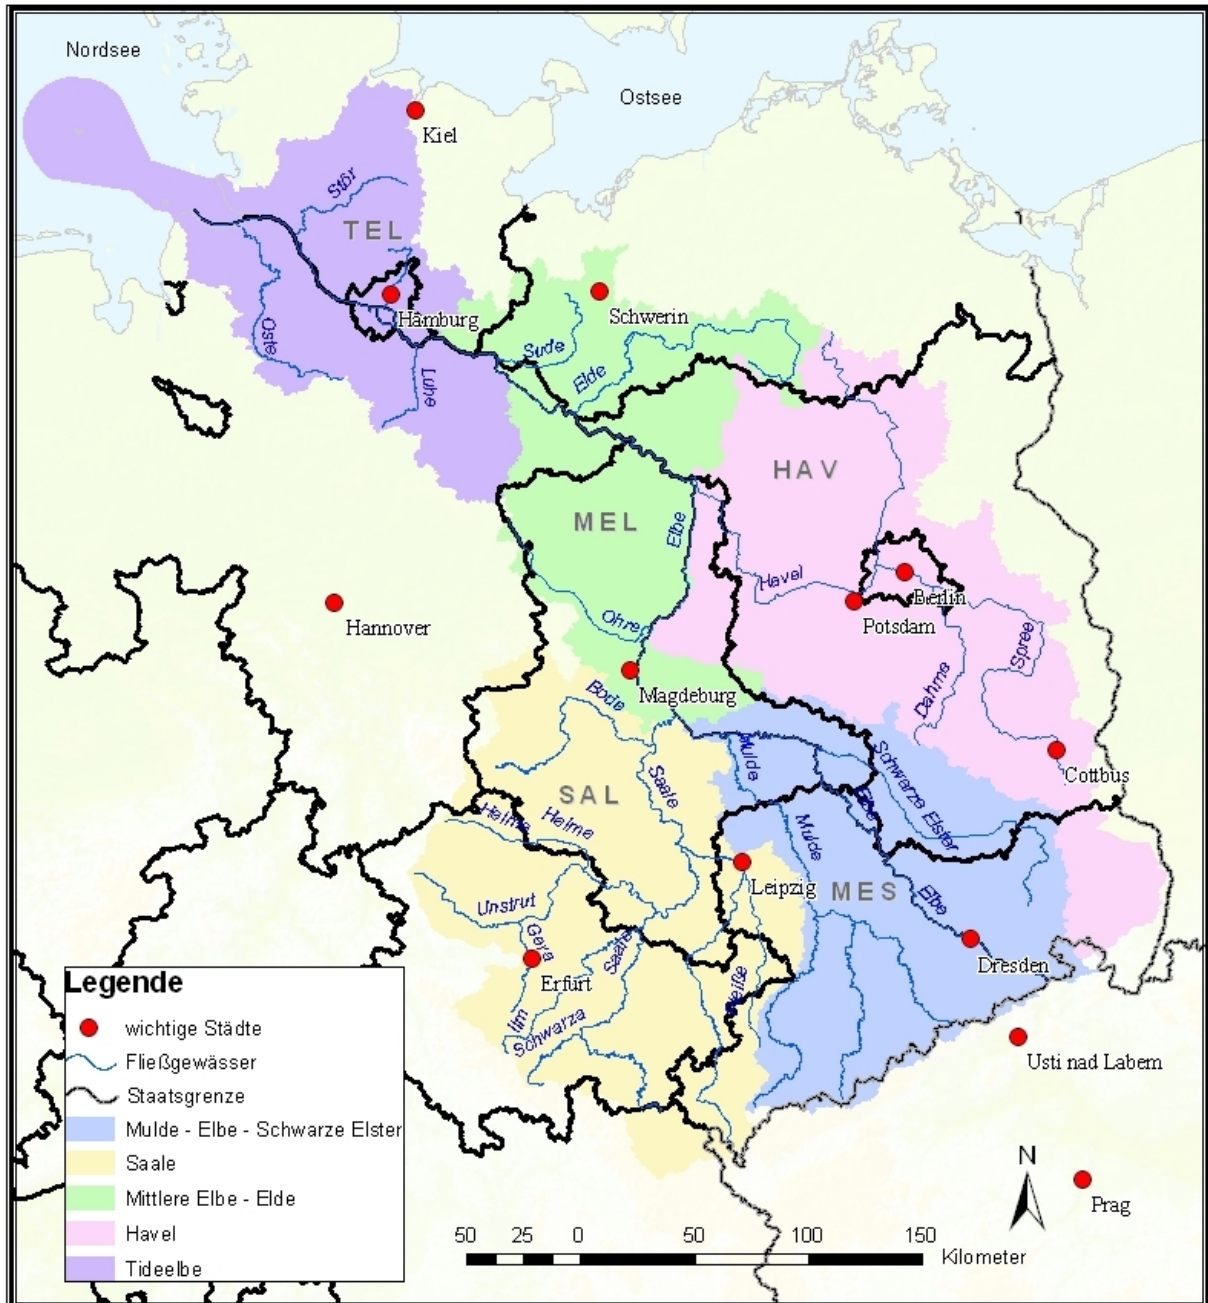 Nordsee
Ostsee
Kiel
Stör
TEL
Hamburg
Schwerin
Oste
Sude
Elde
Luhe
HAV
MEL
Elbe
Havel
Berlin
Hannover
Potsdam
Ohre
Spree
Dahme
Magdeburg
Bode
Cottbus
Mulde
Schwarze Elster
Saale
SAL
Elbe
Helme
Helme
Mulde
Leipzig
MES
Elbe
Unstrut
Gera
Saale
Dresden
Erfurt
Ilm
Schwarza
Usti nad Labem
Prag
Legende
wichtige Städte
Fließgewässer
Staatsgrenze
Mulde - Elbe - Schwarze Elster
Saale
Mittlere Elbe - Elde
Havel
Tideelbe
N
50 25 0 50 100 150
Kilometer